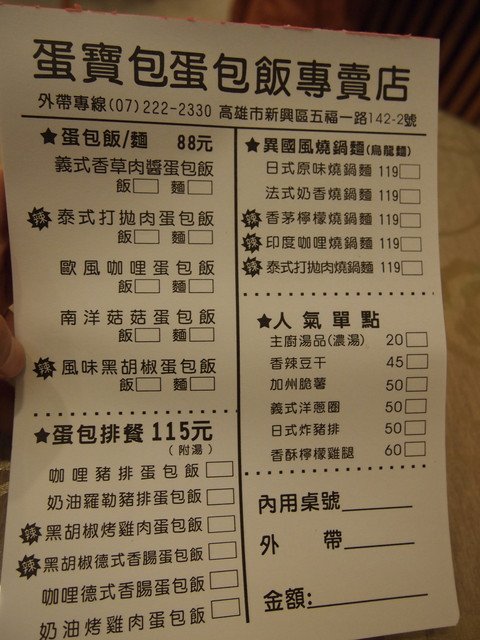 蛋寶包蛋包飯專賣店
外帶專線(07)222-2330 高雄市新興區五福一路142-2號
★蛋包飯/麵 88元
義式香草肉醬蛋包飯
飯 麵
辣 泰式打拋肉蛋包飯
飯 麵
歐風咖哩蛋包飯
飯 麵
南洋菇菇蛋包飯
飯 麵
辣 風味黑胡椒蛋包飯
飯 麵
★蛋包排餐 115元
(附湯)
咖哩豬排蛋包飯
奶油羅勒豬排蛋包飯
辣 黑胡椒烤雞肉蛋包飯
辣 黑胡椒德式香腸蛋包飯
咖哩德式香腸蛋包飯
奶油烤雞肉蛋包飯
★異國風燒鍋麵(烏龍麵)
日式原味燒鍋麵 119
法式奶香燒鍋麵 119
辣 香茅檸檬燒鍋麵 119
辣 印度咖哩燒鍋麵 119
辣 泰式打拋肉燒鍋麵 119
★人氣單點
主廚湯品(濃湯) 20
香辣豆干 45
加州脆薯 50
義式洋蔥圈 50
日式炸豬排 50
香酥檸檬雞腿 60
內用桌號
外 帶
金額: